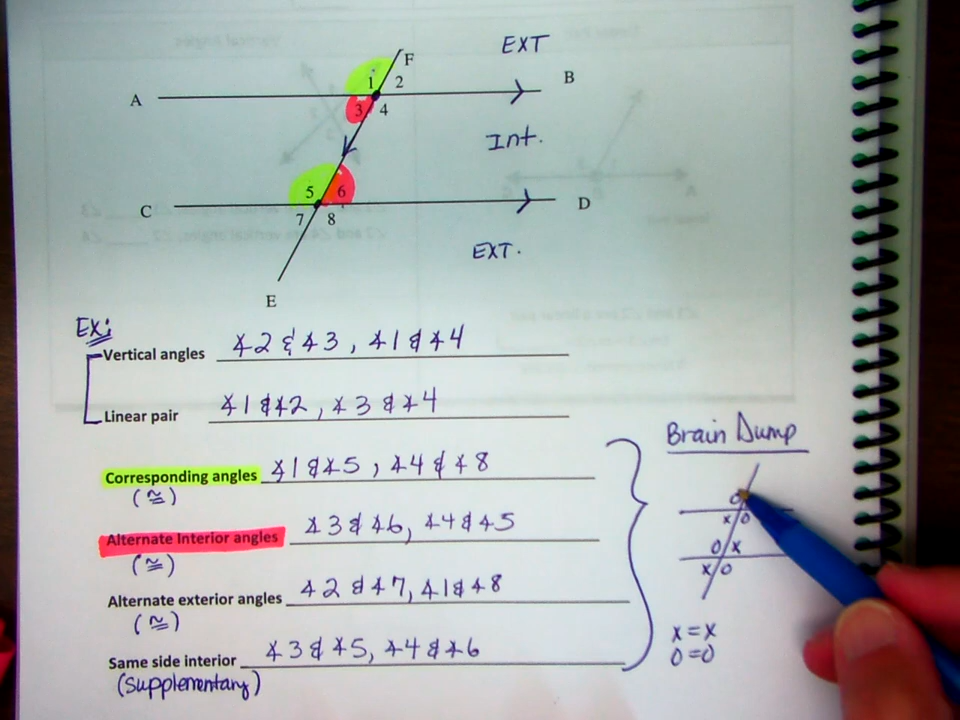 EXT
F
1 2
B
A
3 4
Int.
5 6
C
D
7 8
EXT.
E
EX:
Vertical angles ∡2 & ∡3, ∡1 & ∡4
Linear pair ∡1 & ∡2, ∡3 & ∡4
Brain Dump
Corresponding angles ∡1 & ∡5, ∡4 & ∡8
(≅)
Alternate Interior angles ∡3 & ∡6, ∡4 & ∡5
(≅)
Alternate exterior angles ∡2 & ∡7, ∡1 & ∡8
(≅)
Same side interior ∡3 & ∡5, ∡4 & ∡6
(Supplementary)
O
x O
O x
x O
x = x
O = O